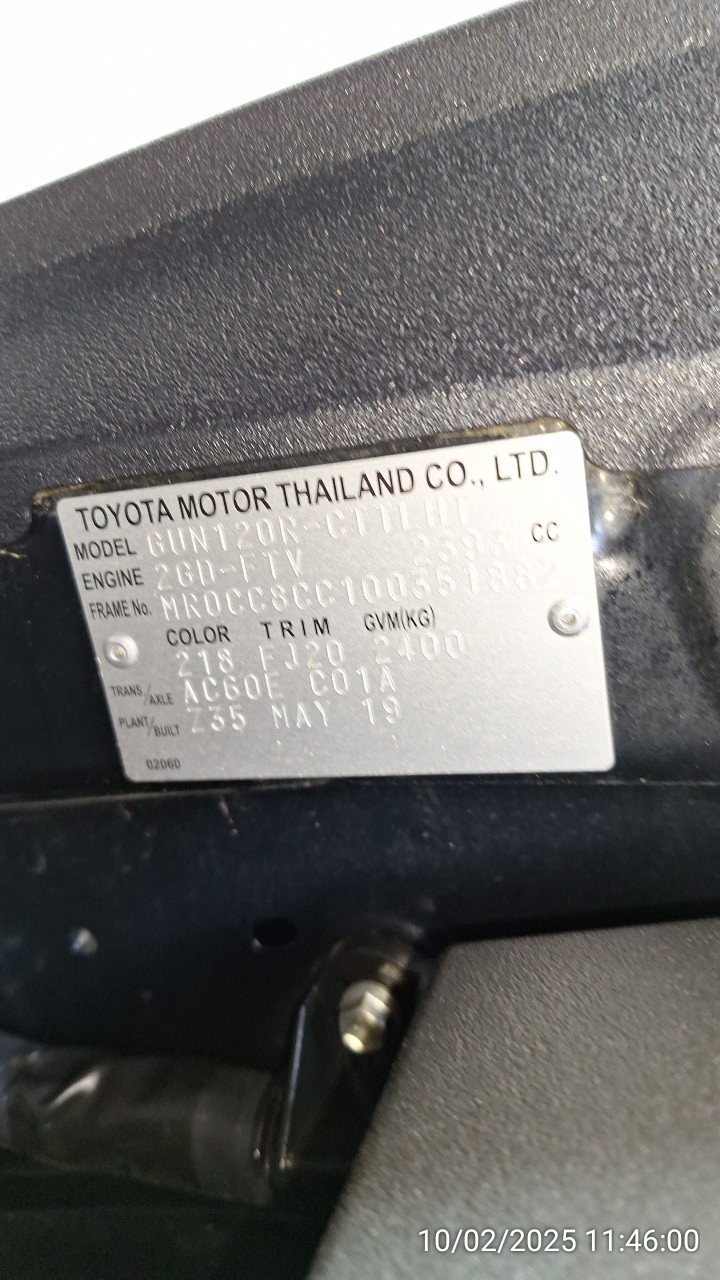 TOYOTA MOTOR THAILAND CO., LTD.
MODEL GUN120R-CTTLHT
ENGINE 2GD-FTV 2393 CC
FRAME No.
COLOR TRIM GVM(KG)
218 FJ20 2400
TRANS/AXLE AC60E C01A
PLANT/BUILT Z35 MAY 19
02060
10/02/2025 11:46:00